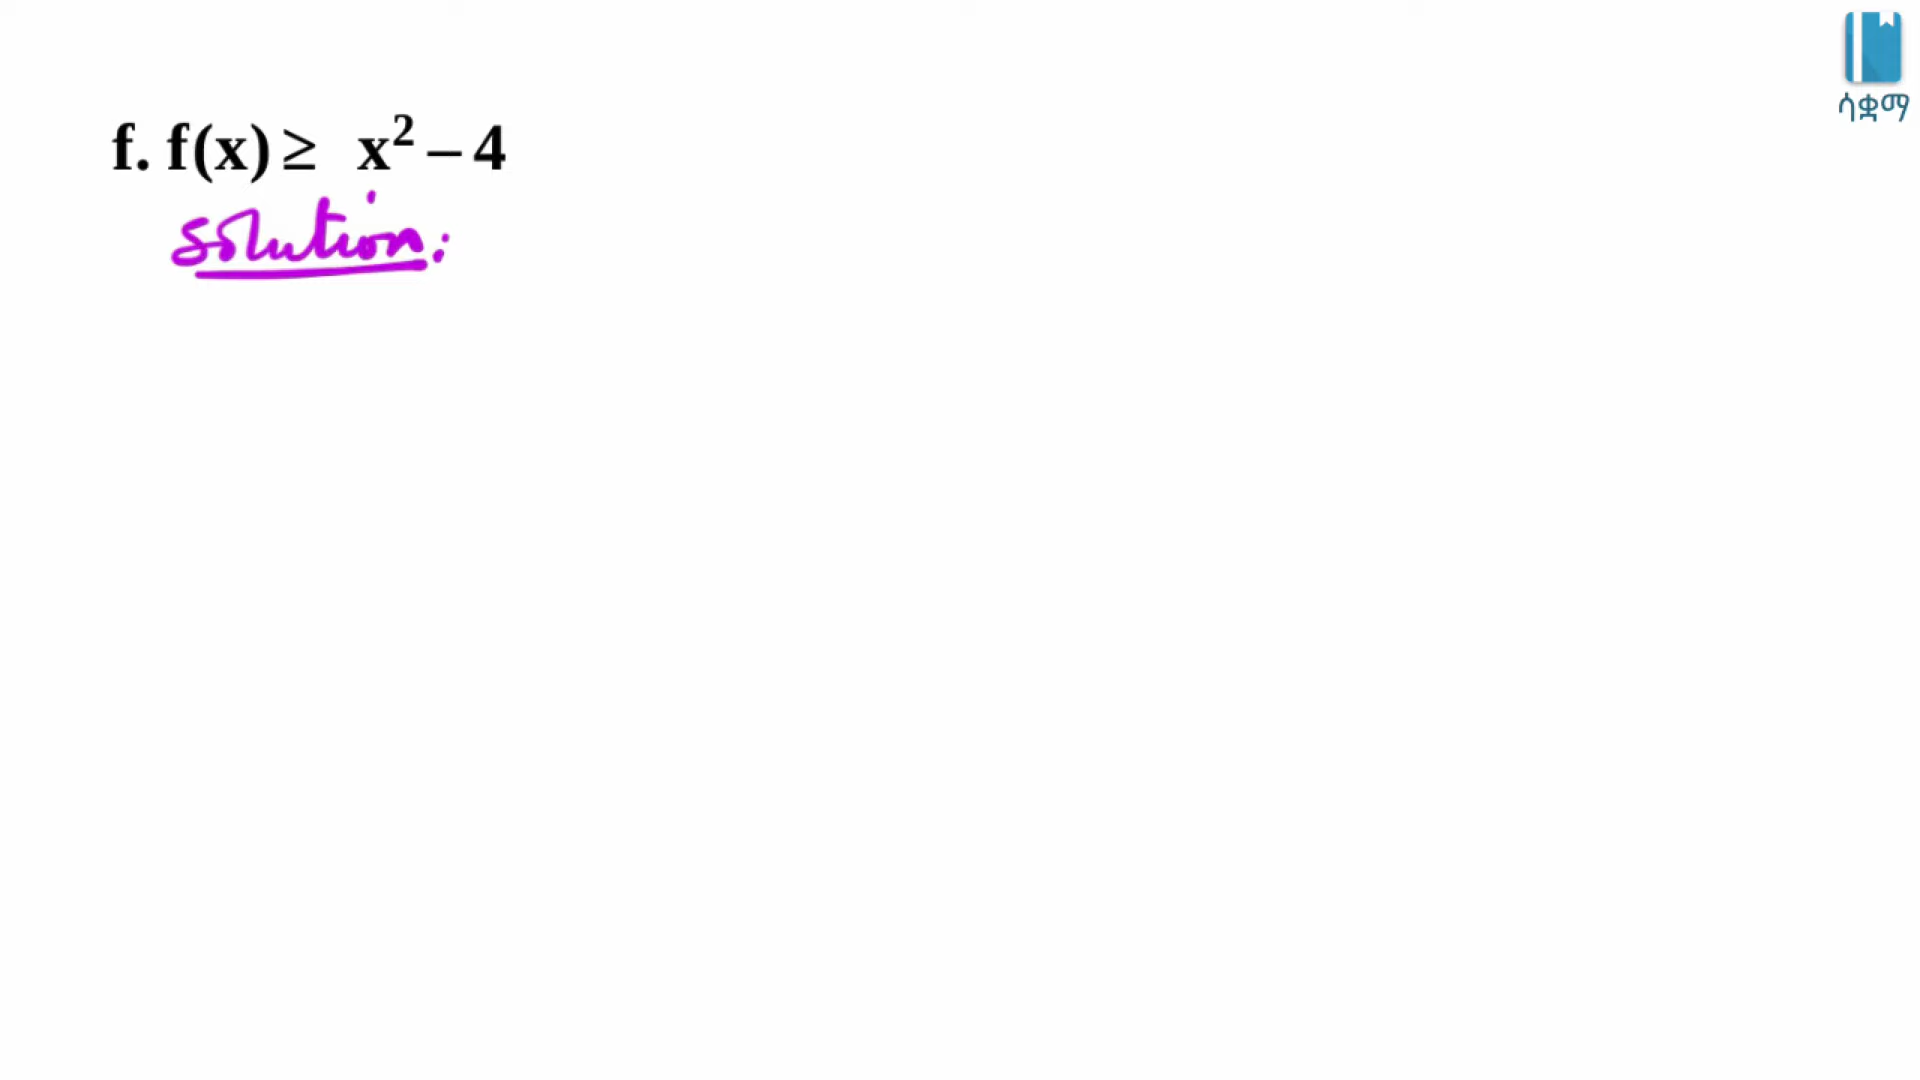 f. f(x) ≥ x² – 4
solution:
ሳቋማ